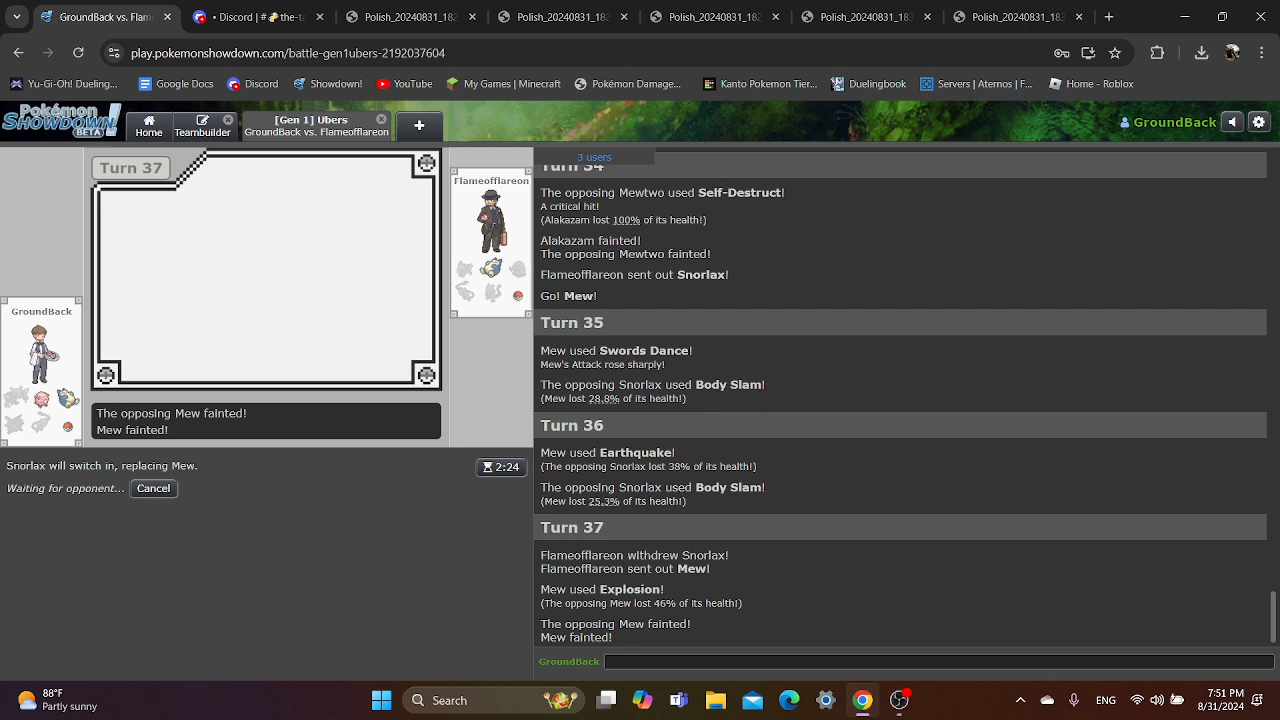 GroundBack vs. Flam
• Discord | # the-ta
Polish_20240831_182
Polish_20240831_182
Polish_20240831_182
Polish_20240831_183
Polish_20240831_183
play.pokemonshowdown.com/battle-gen1ubers-2192037604
Yu-Gi-Oh! Dueling...
Google Docs
Discord
Showdown!
YouTube
My Games | Minecraft
Pokémon Damage...
Kanto Pokemon Tier...
Duelingbook
Servers | Aternos | F...
Home - Roblox
Pokémon
SHOWDOWN!
BETA
Home
Teambuilder
[Gen 1] Ubers
GroundBack vs. Flameofflareon
GroundBack
3 users
Turn 37
Flameofflareon
GroundBack
The opposing Mew fainted!
Mew fainted!
Snorlax will switch in, replacing Mew.
2:24
Waiting for opponent...
Cancel
Turn 34
The opposing Mewtwo used Self-Destruct!
A critical hit!
(Alakazam lost 100% of its health!)
Alakazam fainted!
The opposing Mewtwo fainted!
Flameofflareon sent out Snorlax!
Go! Mew!
Turn 35
Mew used Swords Dance!
Mew's Attack rose sharply!
The opposing Snorlax used Body Slam!
(Mew lost 28.8% of its health!)
Turn 36
Mew used Earthquake!
(The opposing Snorlax lost 38% of its health!)
The opposing Snorlax used Body Slam!
(Mew lost 25.3% of its health!)
Turn 37
Flameofflareon withdrew Snorlax!
Flameofflareon sent out Mew!
Mew used Explosion!
(The opposing Mew lost 46% of its health!)
The opposing Mew fainted!
Mew fainted!
GroundBack
88°F
Partly sunny
Search
ENG
7:51 PM
8/31/2024